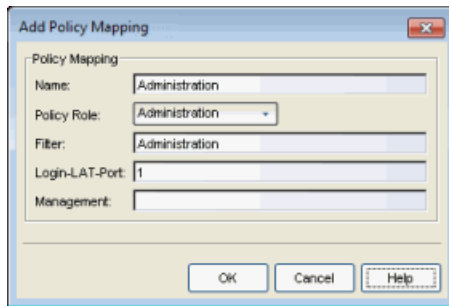 Add Policy Mapping
Policy Mapping
Name: Administration
Policy Role: Administration
Filter: Administration
Login-LAT-Port: 1
Management:
OK Cancel Help